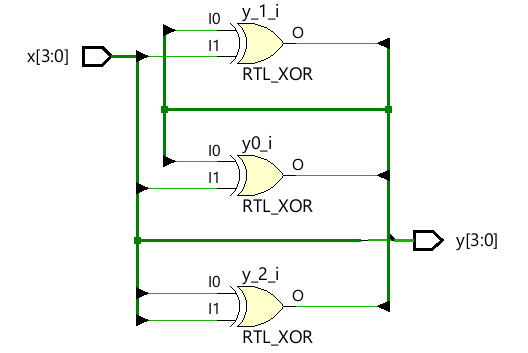 y_1_i
I0
O
I1
x[3:0]
RTL_XOR
y0_i
I0
O
I1
RTL_XOR
y[3:0]
y_2_i
I0
O
I1
RTL_XOR